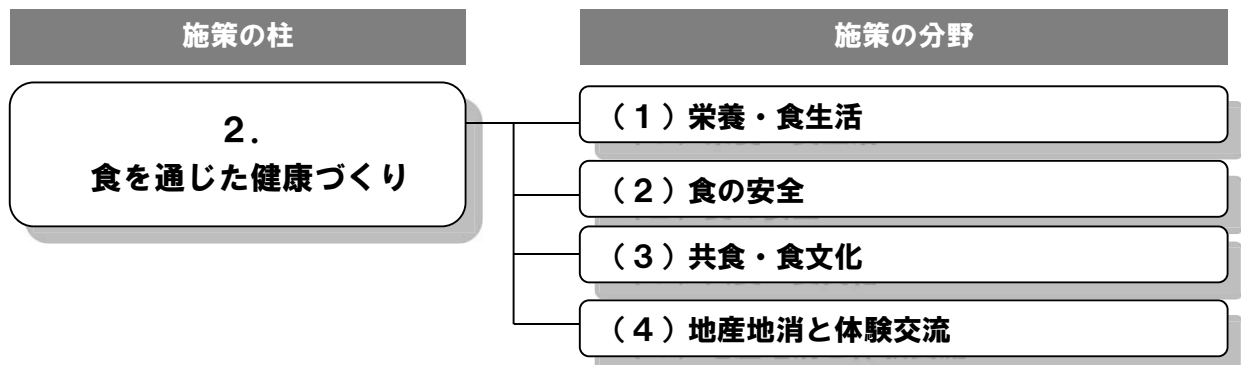 施策の柱
施策の分野
２．
食を通じた健康づくり
（１）栄養・食生活
（２）食の安全
（３）共食・食文化
（４）地産地消と体験交流